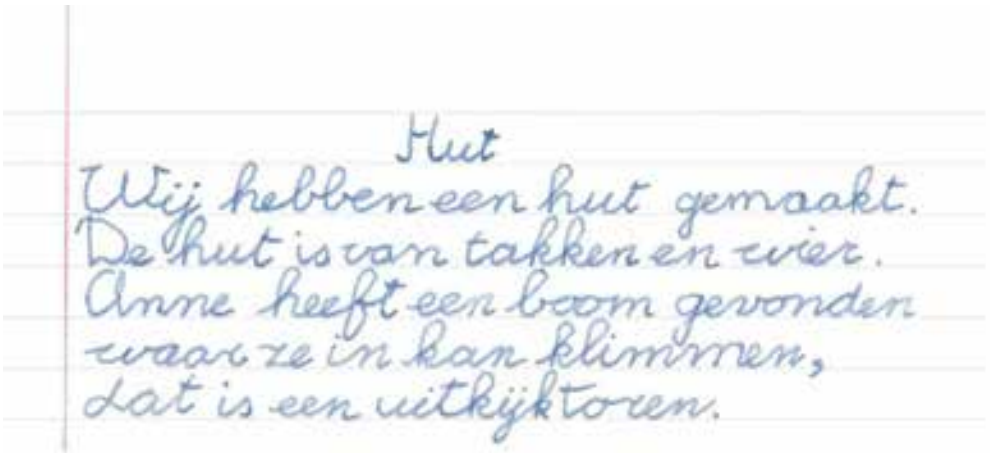 Hut
Wij hebben een hut gemaakt.
De hut is van takken en wier.
Anne heeft een boom gevonden
waar ze in kan klimmen,
dat is een uitkijktoren.